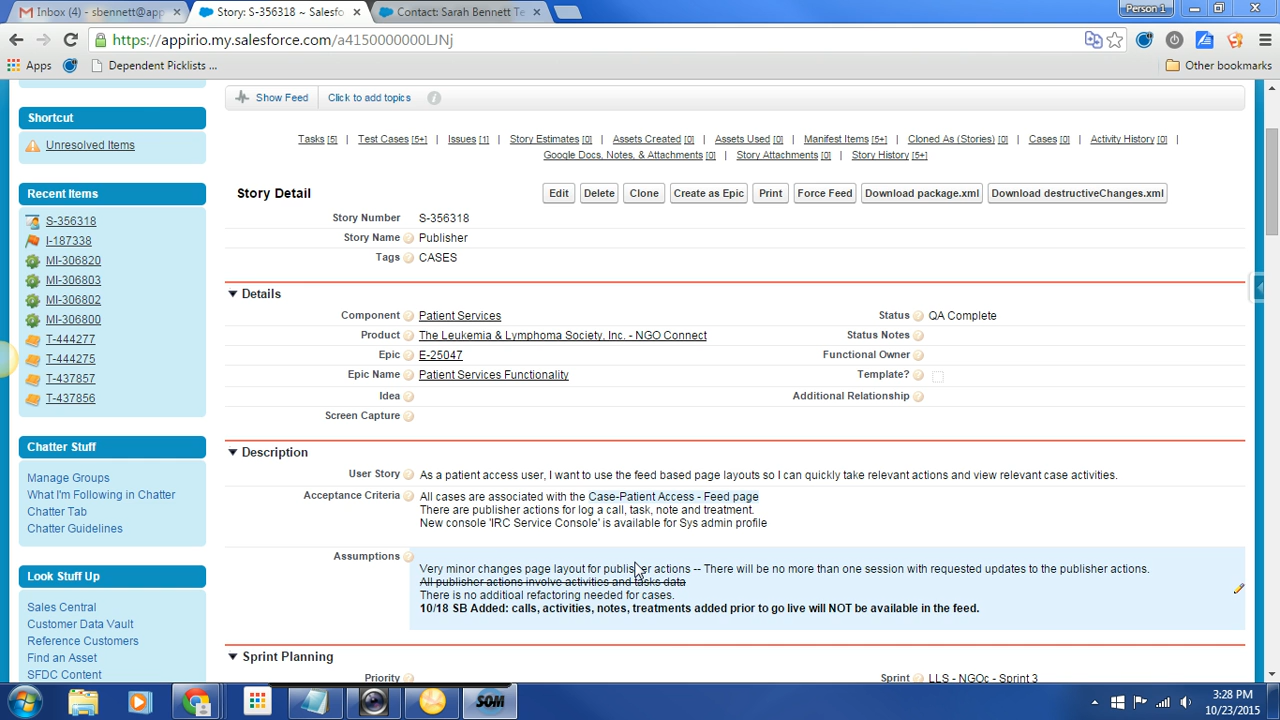 Inbox (4) - sbennett@app
Story: S-356318 ~ Salesfo
Contact: Sarah Bennett Te
Person 1
https://appirio.my.salesforce.com/a4150000000LJNj
Apps
Dependent Picklists ...
Other bookmarks
Show Feed
Click to add topics
Shortcut
Unresolved Items
Tasks [5] | Test Cases [5+] | Issues [1] | Story Estimates [0] | Assets Created [0] | Assets Used [0] | Manifest Items [5+] | Cloned As (Stories) [0] | Cases [0] | Activity History [0] |
Google Docs, Notes, & Attachments [0] | Story Attachments [0] | Story History [5+]
Recent Items
S-356318
I-187338
MI-306820
MI-306803
MI-306802
MI-306800
T-444277
T-444275
T-437857
T-437856
Chatter Stuff
Manage Groups
What I'm Following in Chatter
Chatter Tab
Chatter Guidelines
Look Stuff Up
Sales Central
Customer Data Vault
Reference Customers
Find an Asset
SFDC Content
Story Detail
Edit Delete Clone Create as Epic Print Force Feed Download package.xml Download destructiveChanges.xml
Story Number S-356318
Story Name Publisher
Tags CASES
Details
Component Patient Services Status QA Complete
Product The Leukemia & Lymphoma Society, Inc. - NGO Connect Status Notes
Epic E-25047 Functional Owner
Epic Name Patient Services Functionality Template?
Idea Additional Relationship
Screen Capture
Description
User Story As a patient access user, I want to use the feed based page layouts so I can quickly take relevant actions and view relevant case activities.
Acceptance Criteria All cases are associated with the Case-Patient Access - Feed page
There are publisher actions for log a call, task, note and treatment.
New console 'IRC Service Console' is available for Sys admin profile
Assumptions
Very minor changes page layout for publisher actions -- There will be no more than one session with requested updates to the publisher actions.
All publisher actions involve activities and tasks data
There is no additioal refactoring needed for cases.
10/18 SB Added: calls, activities, notes, treatments added prior to go live will NOT be available in the feed.
Sprint Planning
Priority Sprint LLS - NGOc - Sprint 3
SOM
3:28 PM
10/23/2015